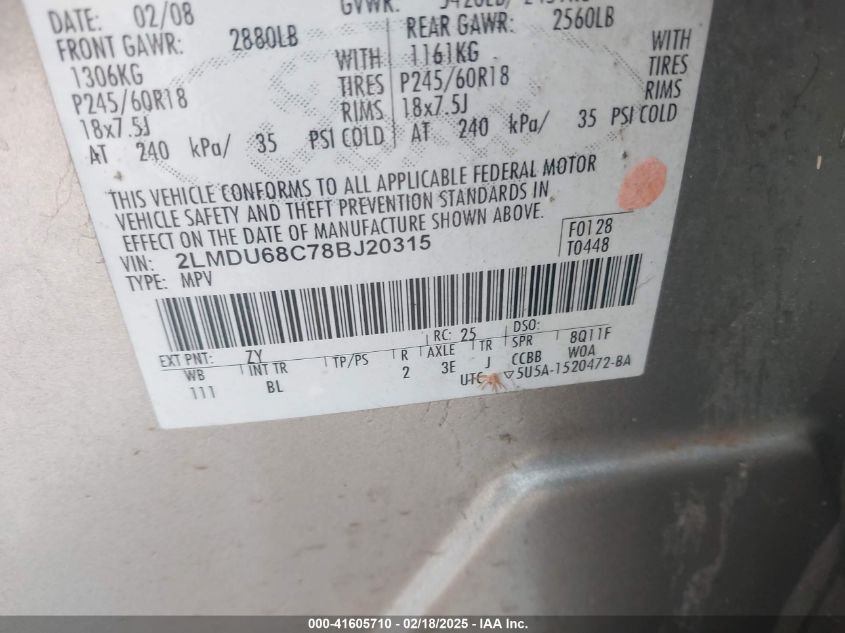 DATE: 02/08 GVWR:
FRONT GAWR: 2880LB REAR GAWR: 2560LB
1306KG WITH 1161KG WITH
P245/60R18 TIRES P245/60R18 TIRES
18x7.5J RIMS 18x7.5J RIMS
AT 240 kPa/ 35 PSI COLD AT 240 kPa/ 35 PSI COLD
THIS VEHICLE CONFORMS TO ALL APPLICABLE FEDERAL MOTOR
VEHICLE SAFETY AND THEFT PREVENTION STANDARDS IN
EFFECT ON THE DATE OF MANUFACTURE SHOWN ABOVE.
VIN: 2LMDU68C78BJ20315 F0128
TYPE: MPV T0448
EXT PNT: ZY RC: 25 DSO:
WB INT TR TP/PS R AXLE TR SPR 8Q11F
111 BL 2 3E J CCBB W0A
UTC ▽5U5A-1520472-BA
000-41605710 - 02/18/2025 - IAA Inc.